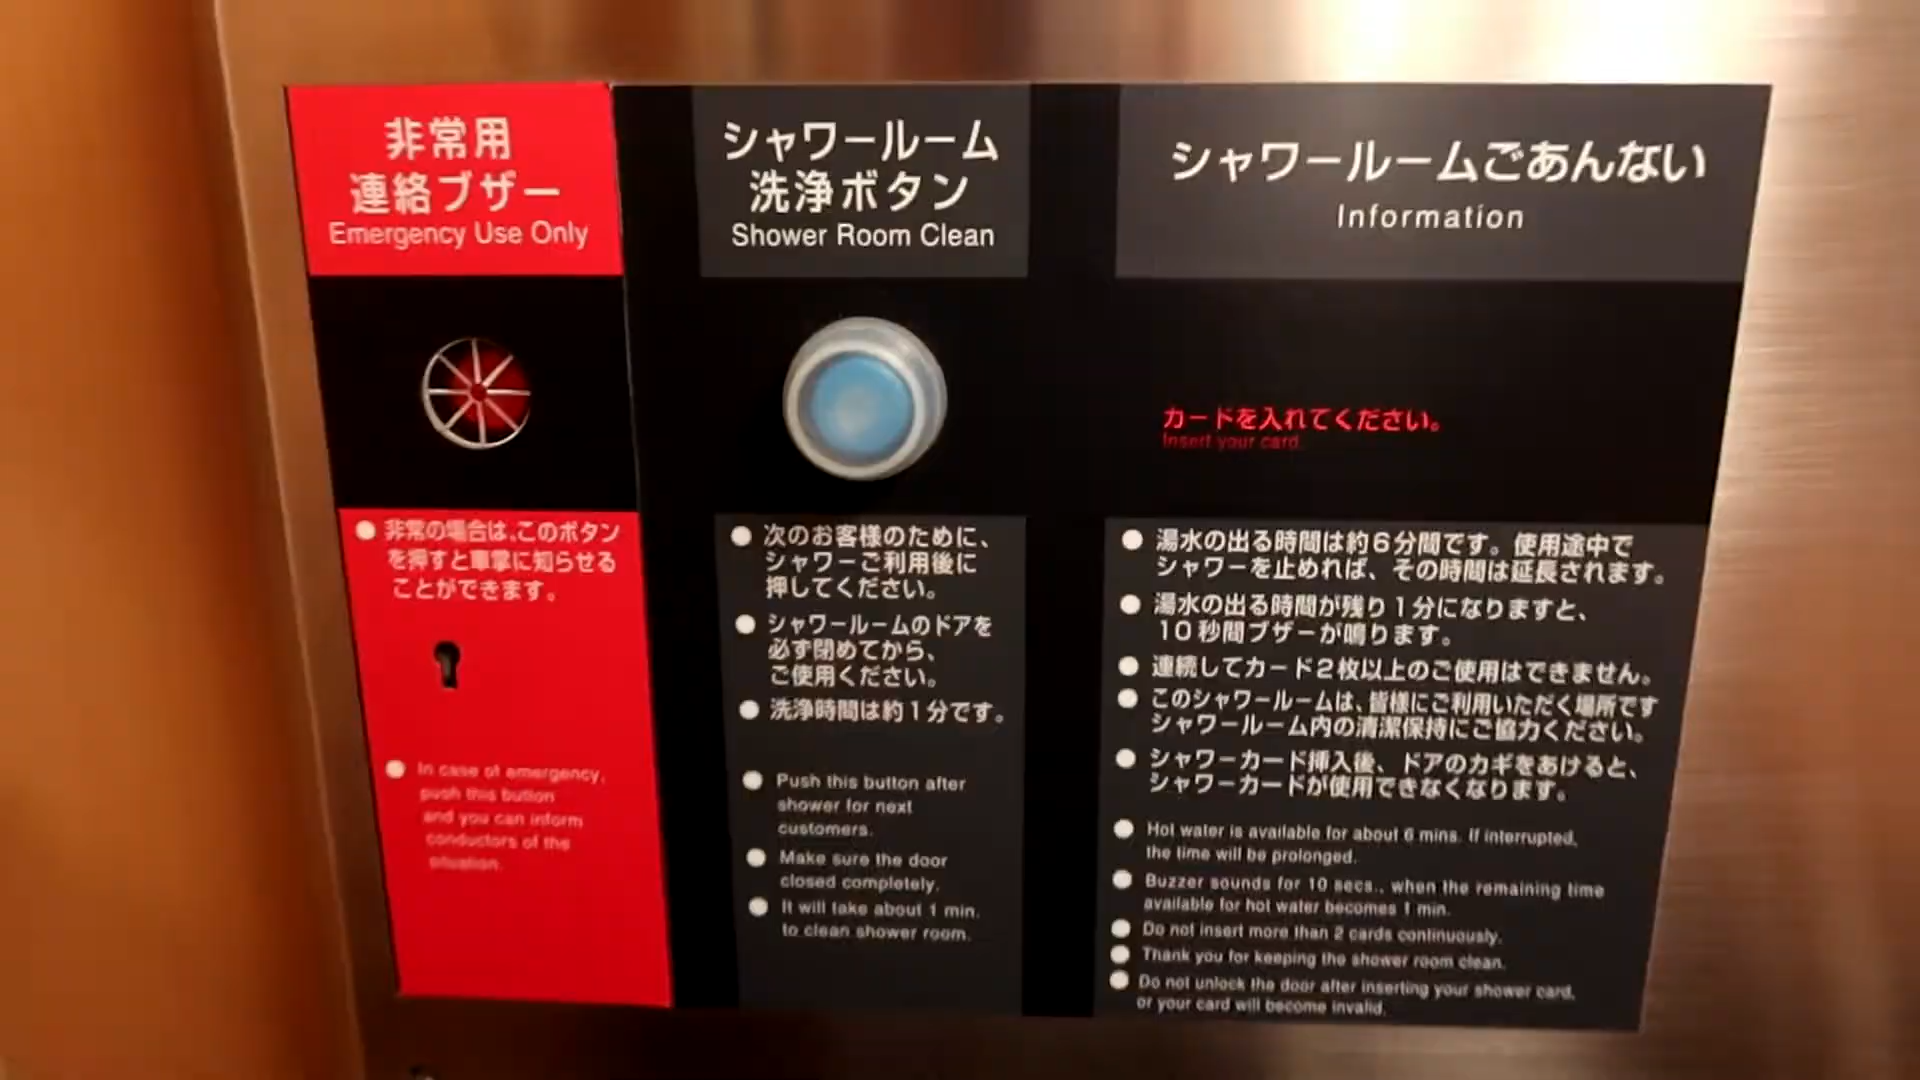 非常用
連絡ブザー
Emergency Use Only
非常の場合は、このボタン
を押すと車掌に知らせる
ことができます。
In case of emergency,
push this button
and you can inform
conductors of the
situation.
シャワールーム
洗浄ボタン
Shower Room Clean
次のお客様のために、
シャワーご利用後に
押してください。
シャワールームのドアを
必ず閉めてから、
ご使用ください。
洗浄時間は約1分です。
Push this button after
shower for next
customers.
Make sure the door
closed completely.
It will take about 1 min.
to clean shower room.
シャワールームごあんない
Information
カードを入れてください。
Insert your card.
湯水の出る時間は約6分間です。使用途中で
シャワーを止めれば、その時間は延長されます。
湯水の出る時間が残り1分になりますと、
10秒間ブザーが鳴ります。
連続してカード2枚以上のご使用はできません。
このシャワールームは、皆様にご利用いただく場所です
シャワールーム内の清潔保持にご協力ください。
シャワーカード挿入後、ドアのカギをあけると、
シャワーカードが使用できなくなります。
Hot water is available for about 6 mins. If interrupted,
the time will be prolonged.
Buzzer sounds for 10 secs., when the remaining time
available for hot water becomes 1 min.
Do not insert more than 2 cards continuously.
Thank you for keeping the shower room clean.
Do not unlock the door after inserting your shower card,
or your card will become invalid.